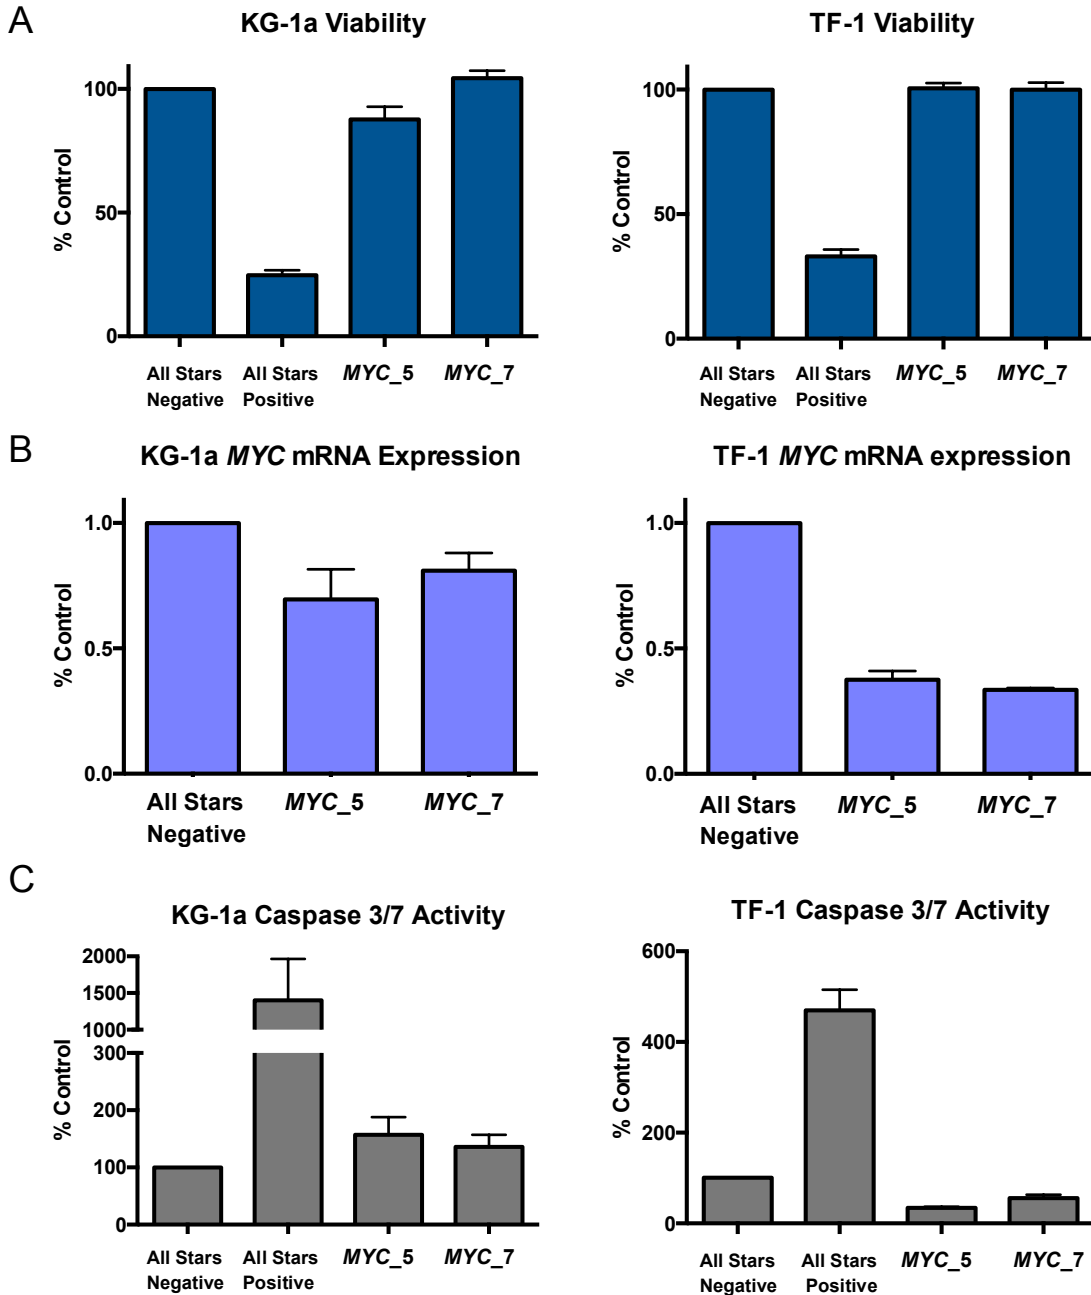 A
KG-1a Viability
% Control
100
50
0
All Stars
Negative
All Stars
Positive
MYC_5
MYC_7
TF-1 Viability
% Control
100
50
0
All Stars
Negative
All Stars
Positive
MYC_5
MYC_7
B
KG-1a MYC mRNA Expression
% Control
1.0
0.5
0.0
All Stars
Negative
MYC_5
MYC_7
TF-1 MYC mRNA expression
% Control
1.0
0.5
0.0
All Stars
Negative
MYC_5
MYC_7
C
KG-1a Caspase 3/7 Activity
% Control
2000
1500
1000
300
200
100
0
All Stars
Negative
All Stars
Positive
MYC_5
MYC_7
TF-1 Caspase 3/7 Activity
% Control
600
400
200
0
All Stars
Negative
All Stars
Positive
MYC_5
MYC_7